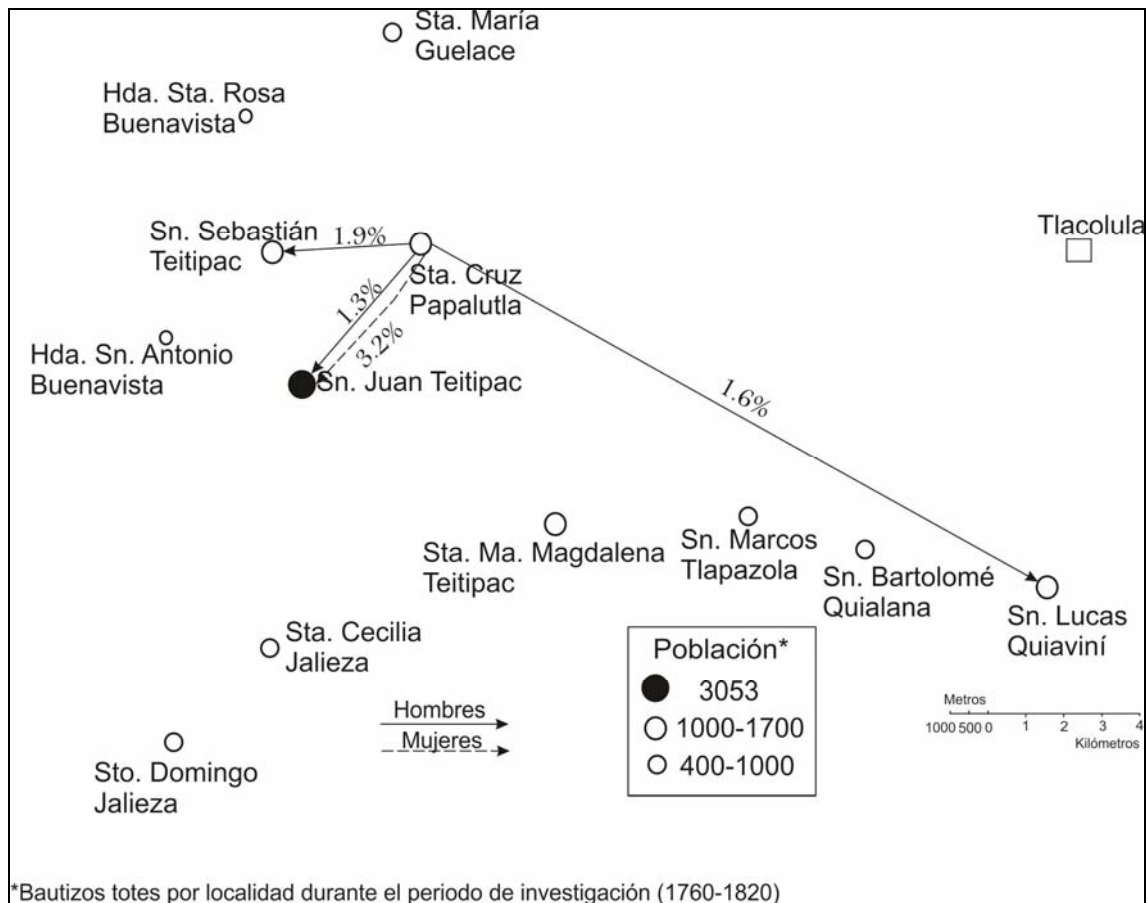 Sta. María
Guelace
Hda. Sta. Rosa
Buenavista
Sn. Sebastián
Teitipac
1.9%
Sta. Cruz
Papalutla
Tlacolula
1.3%
3.2%
Hda. Sn. Antonio
Buenavista
Sn. Juan Teitipac
1.6%
Sta. Ma. Magdalena
Teitipac
Sn. Marcos
Tlapazola
Sn. Bartolomé
Quialana
Sn. Lucas
Quiaviní
Sta. Cecilia
Jalieza
Sto. Domingo
Jalieza
Hombres
Mujeres
Población*
3053
1000-1700
400-1000
Metros
1000 500 0 1 2 3 4
Kilómetros
*Bautizos totes por localidad durante el periodo de investigación (1760-1820)